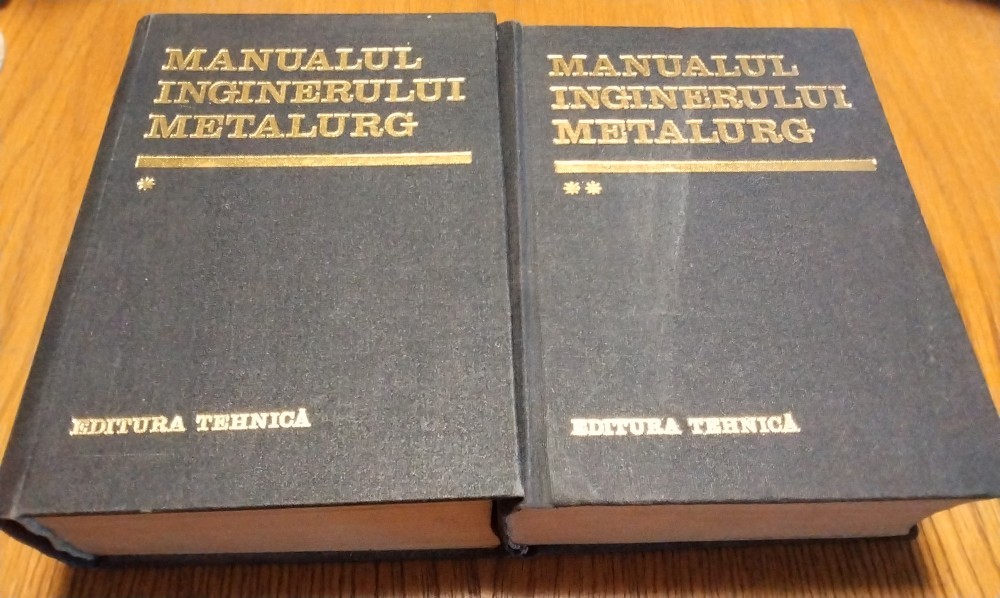 MANUALUL
INGINERULUI
METALURG
*
EDITURA TEHNICĂ
MANUALUL
INGINERULUI
METALURG
**
EDITURA TEHNICĂ